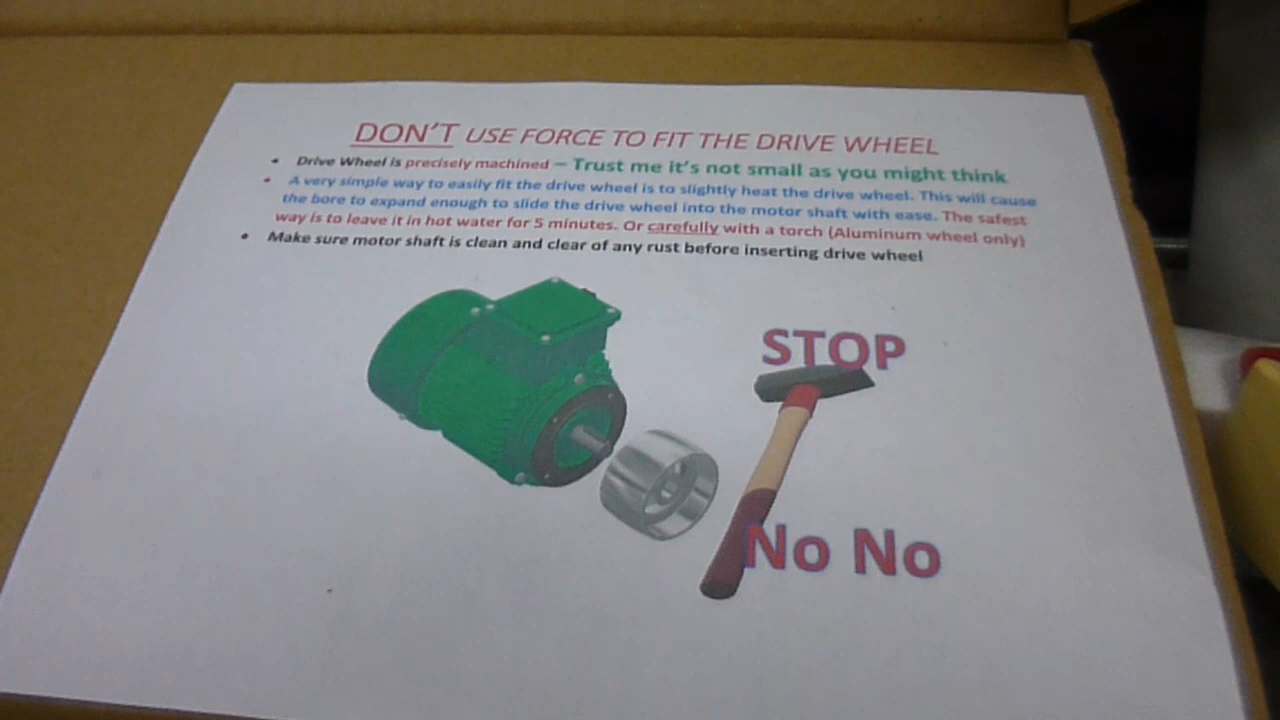 DON'T USE FORCE TO FIT THE DRIVE WHEEL
• Drive Wheel is precisely machined – Trust me it's not small as you might think
• A very simple way to easily fit the drive wheel is to slightly heat the drive wheel. This will cause
the bore to expand enough to slide the drive wheel into the motor shaft with ease. The safest
way is to leave it in hot water for 5 minutes. Or carefully with a torch (Aluminum wheel only)
• Make sure motor shaft is clean and clear of any rust before inserting drive wheel
STOP
No No